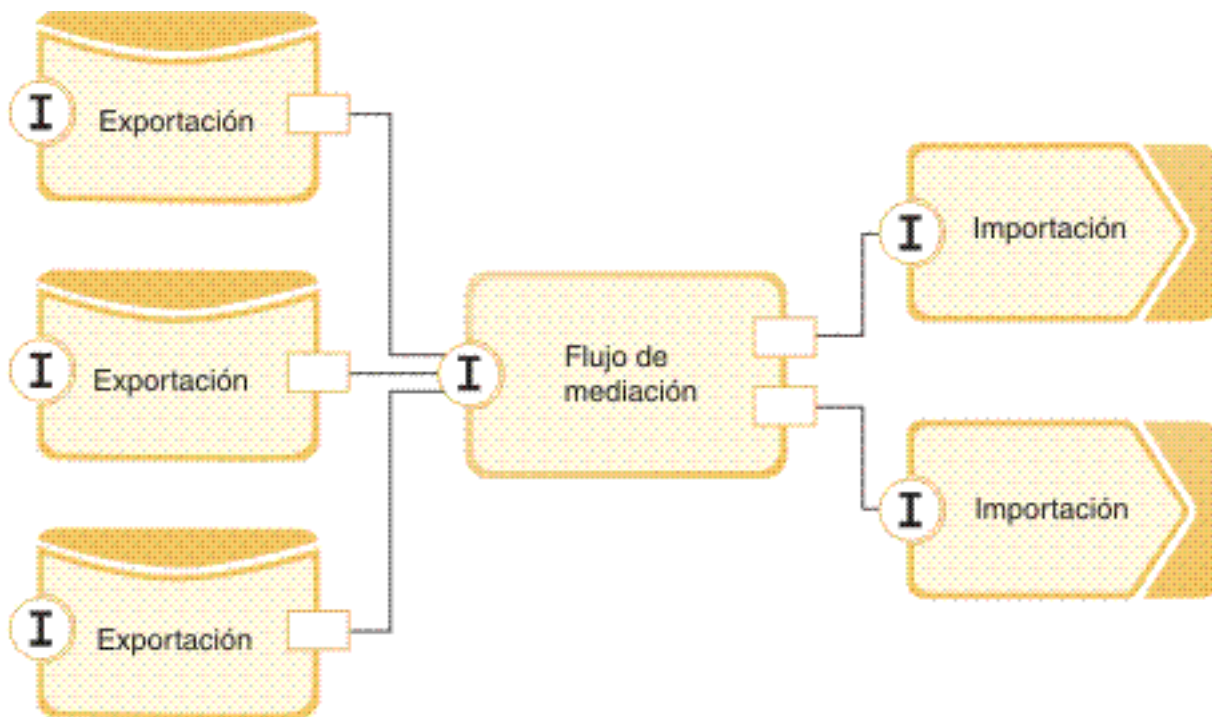 I
Exportación
I
Exportación
I
Exportación
I
Flujo de
mediación
I
Importación
I
Importación